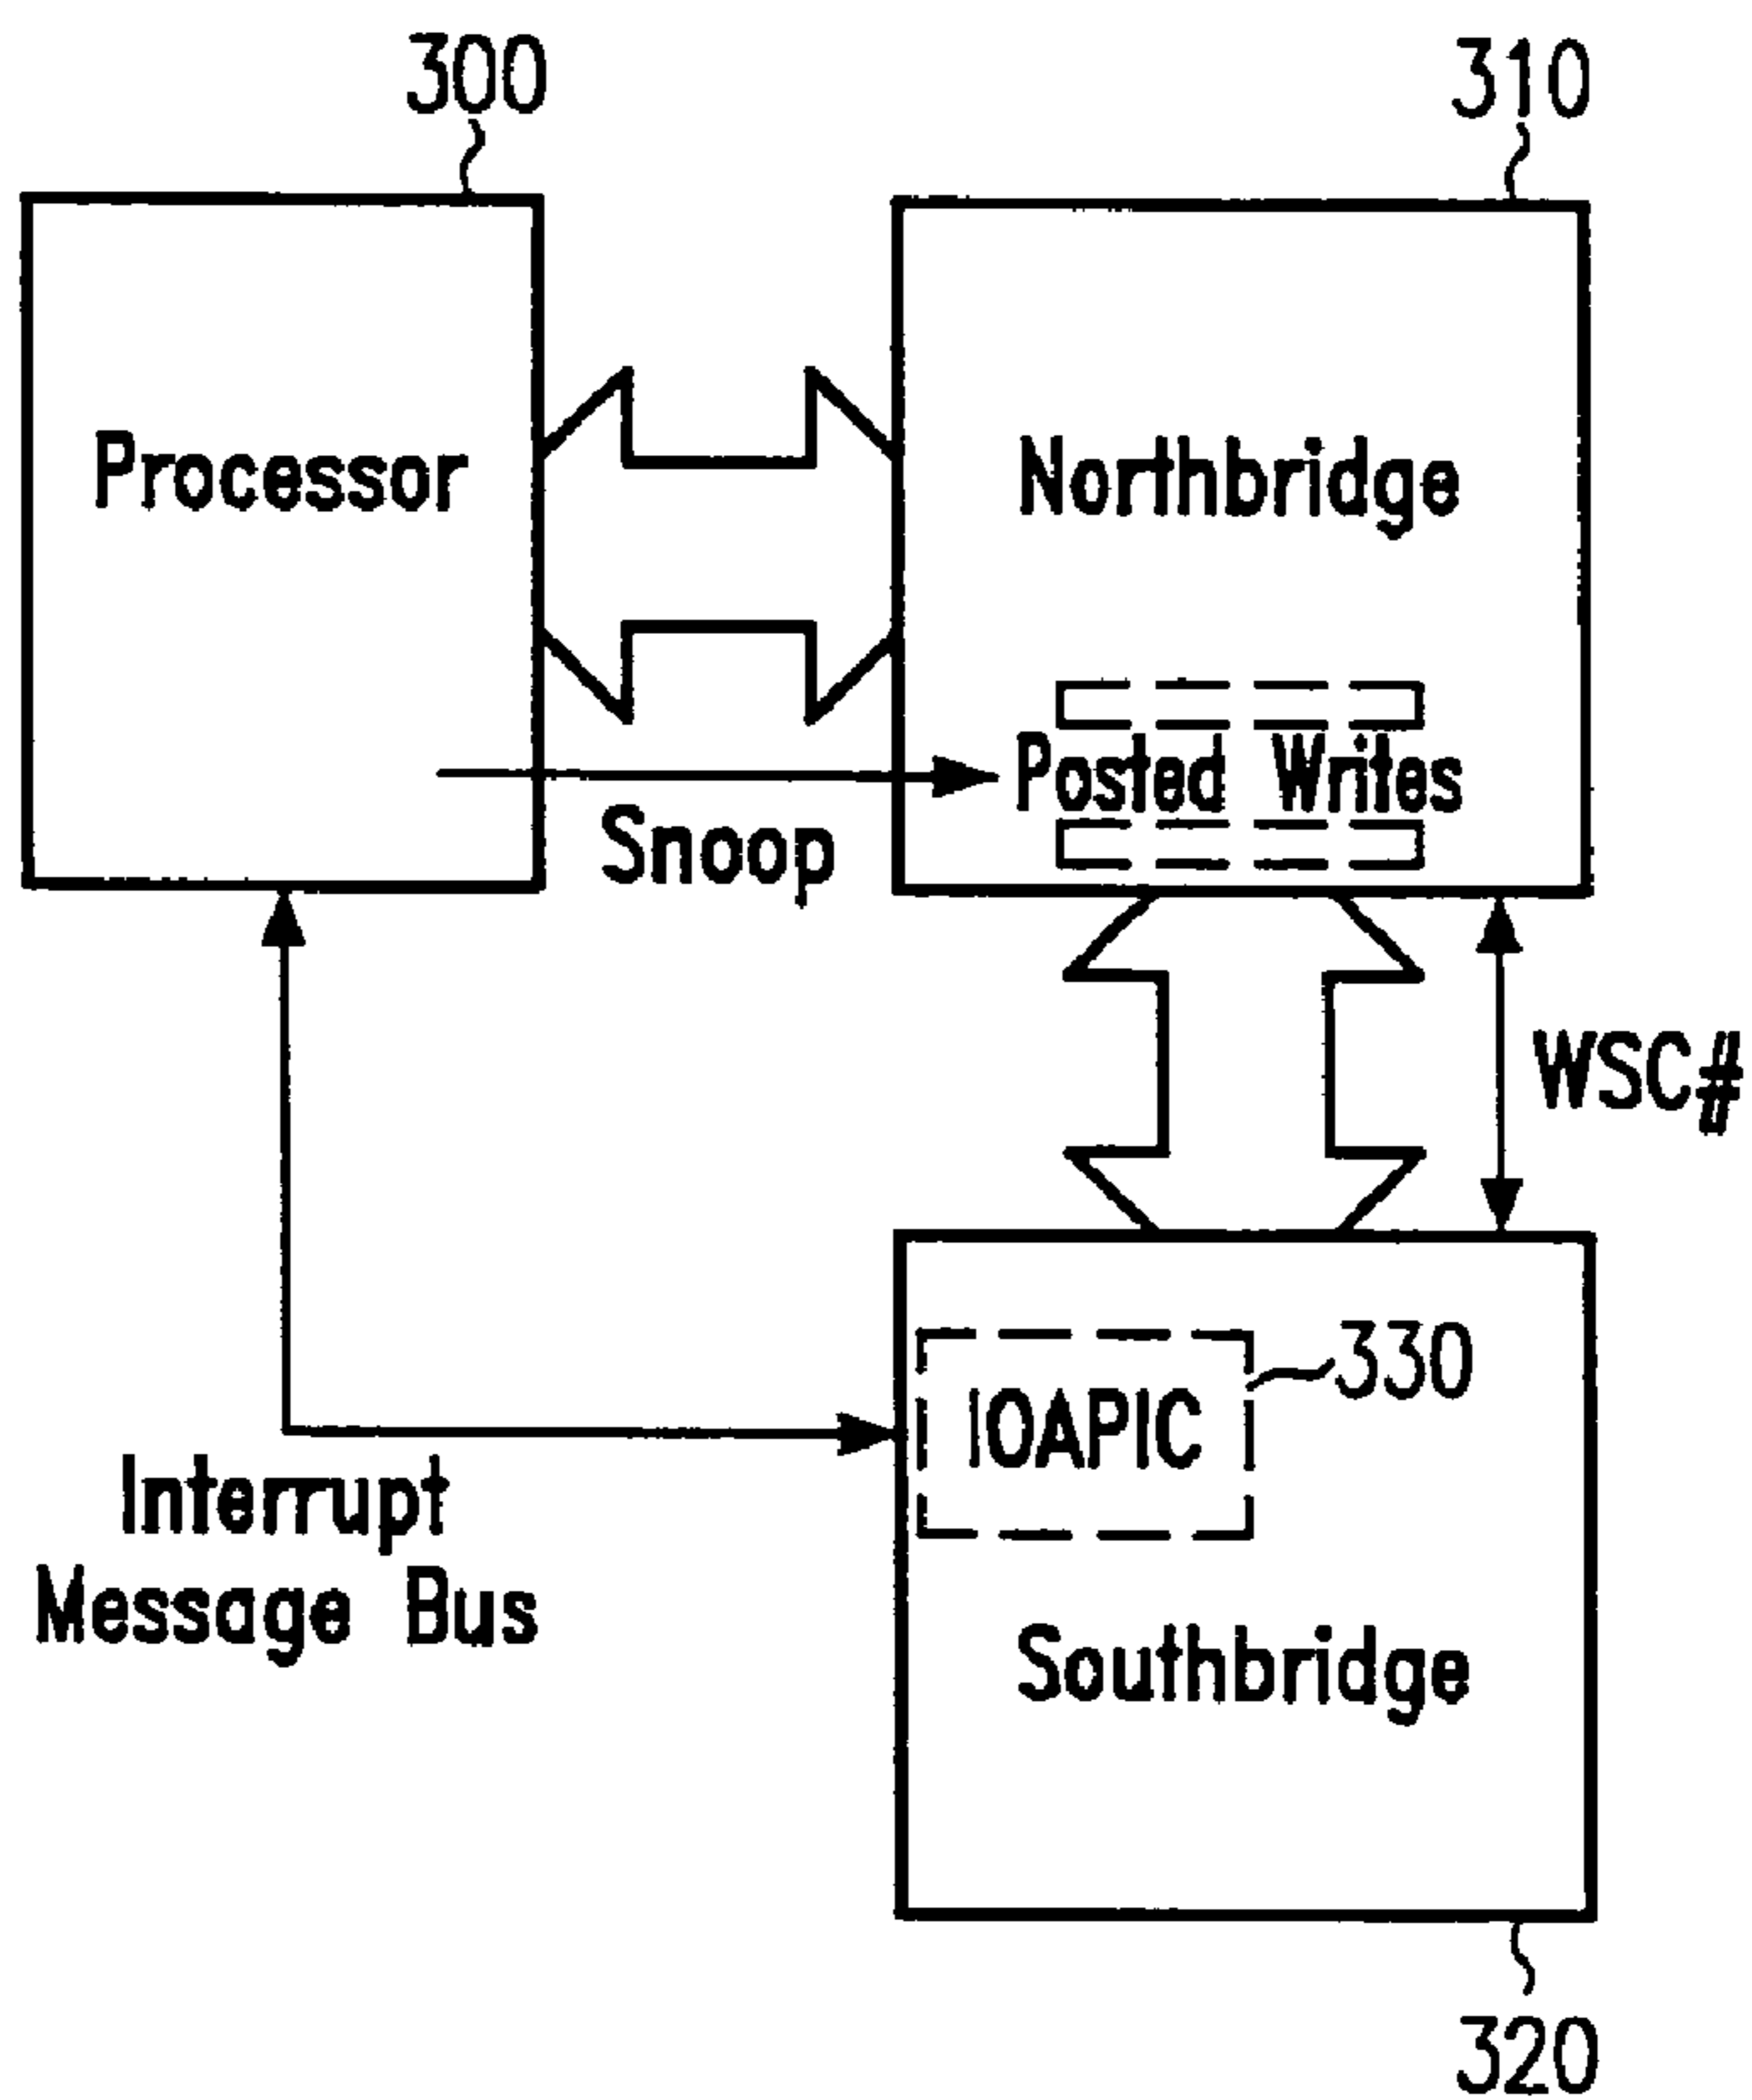 300
310
Processor
Northbridge
Posted Writes
Snoop
WSC#
330
IOAPIC
Interrupt
Message Bus
Southbridge
320